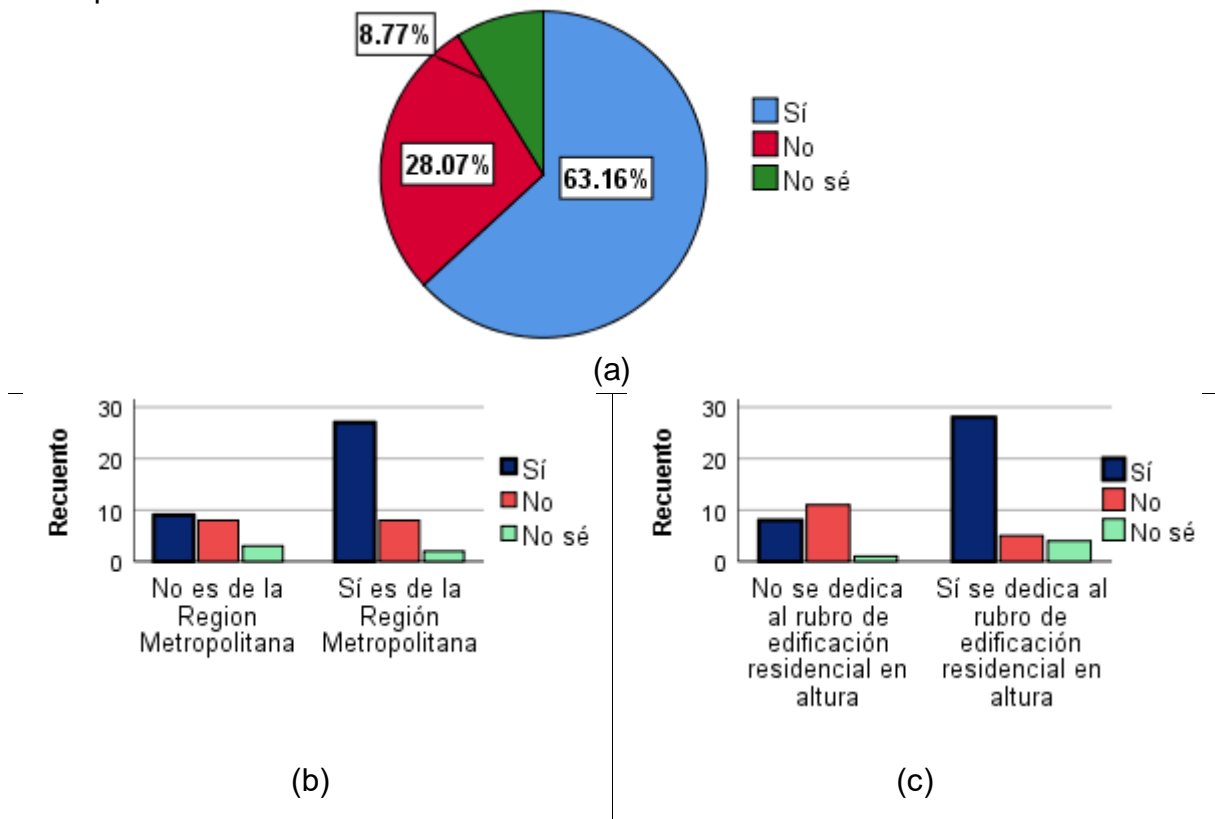 8.77%
28.07%
63.16%
Sí
No
No sé
(a)
Recuento
30
20
10
0
No es de la
Region
Metropolitana
Sí es de la
Región
Metropolitana
Sí
No
No sé
(b)
Recuento
30
20
10
0
No se dedica
al rubro de
edificación
residencial en
altura
Sí se dedica al
rubro de
edificación
residencial en
altura
Sí
No
No sé
(c)